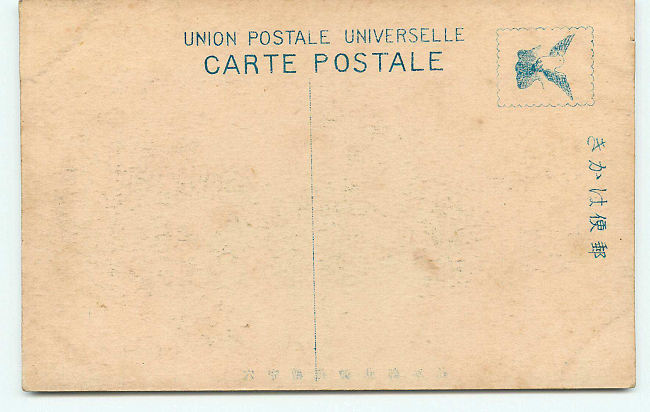 UNION POSTALE UNIVERSELLE
CARTE POSTALE
郵便はかき